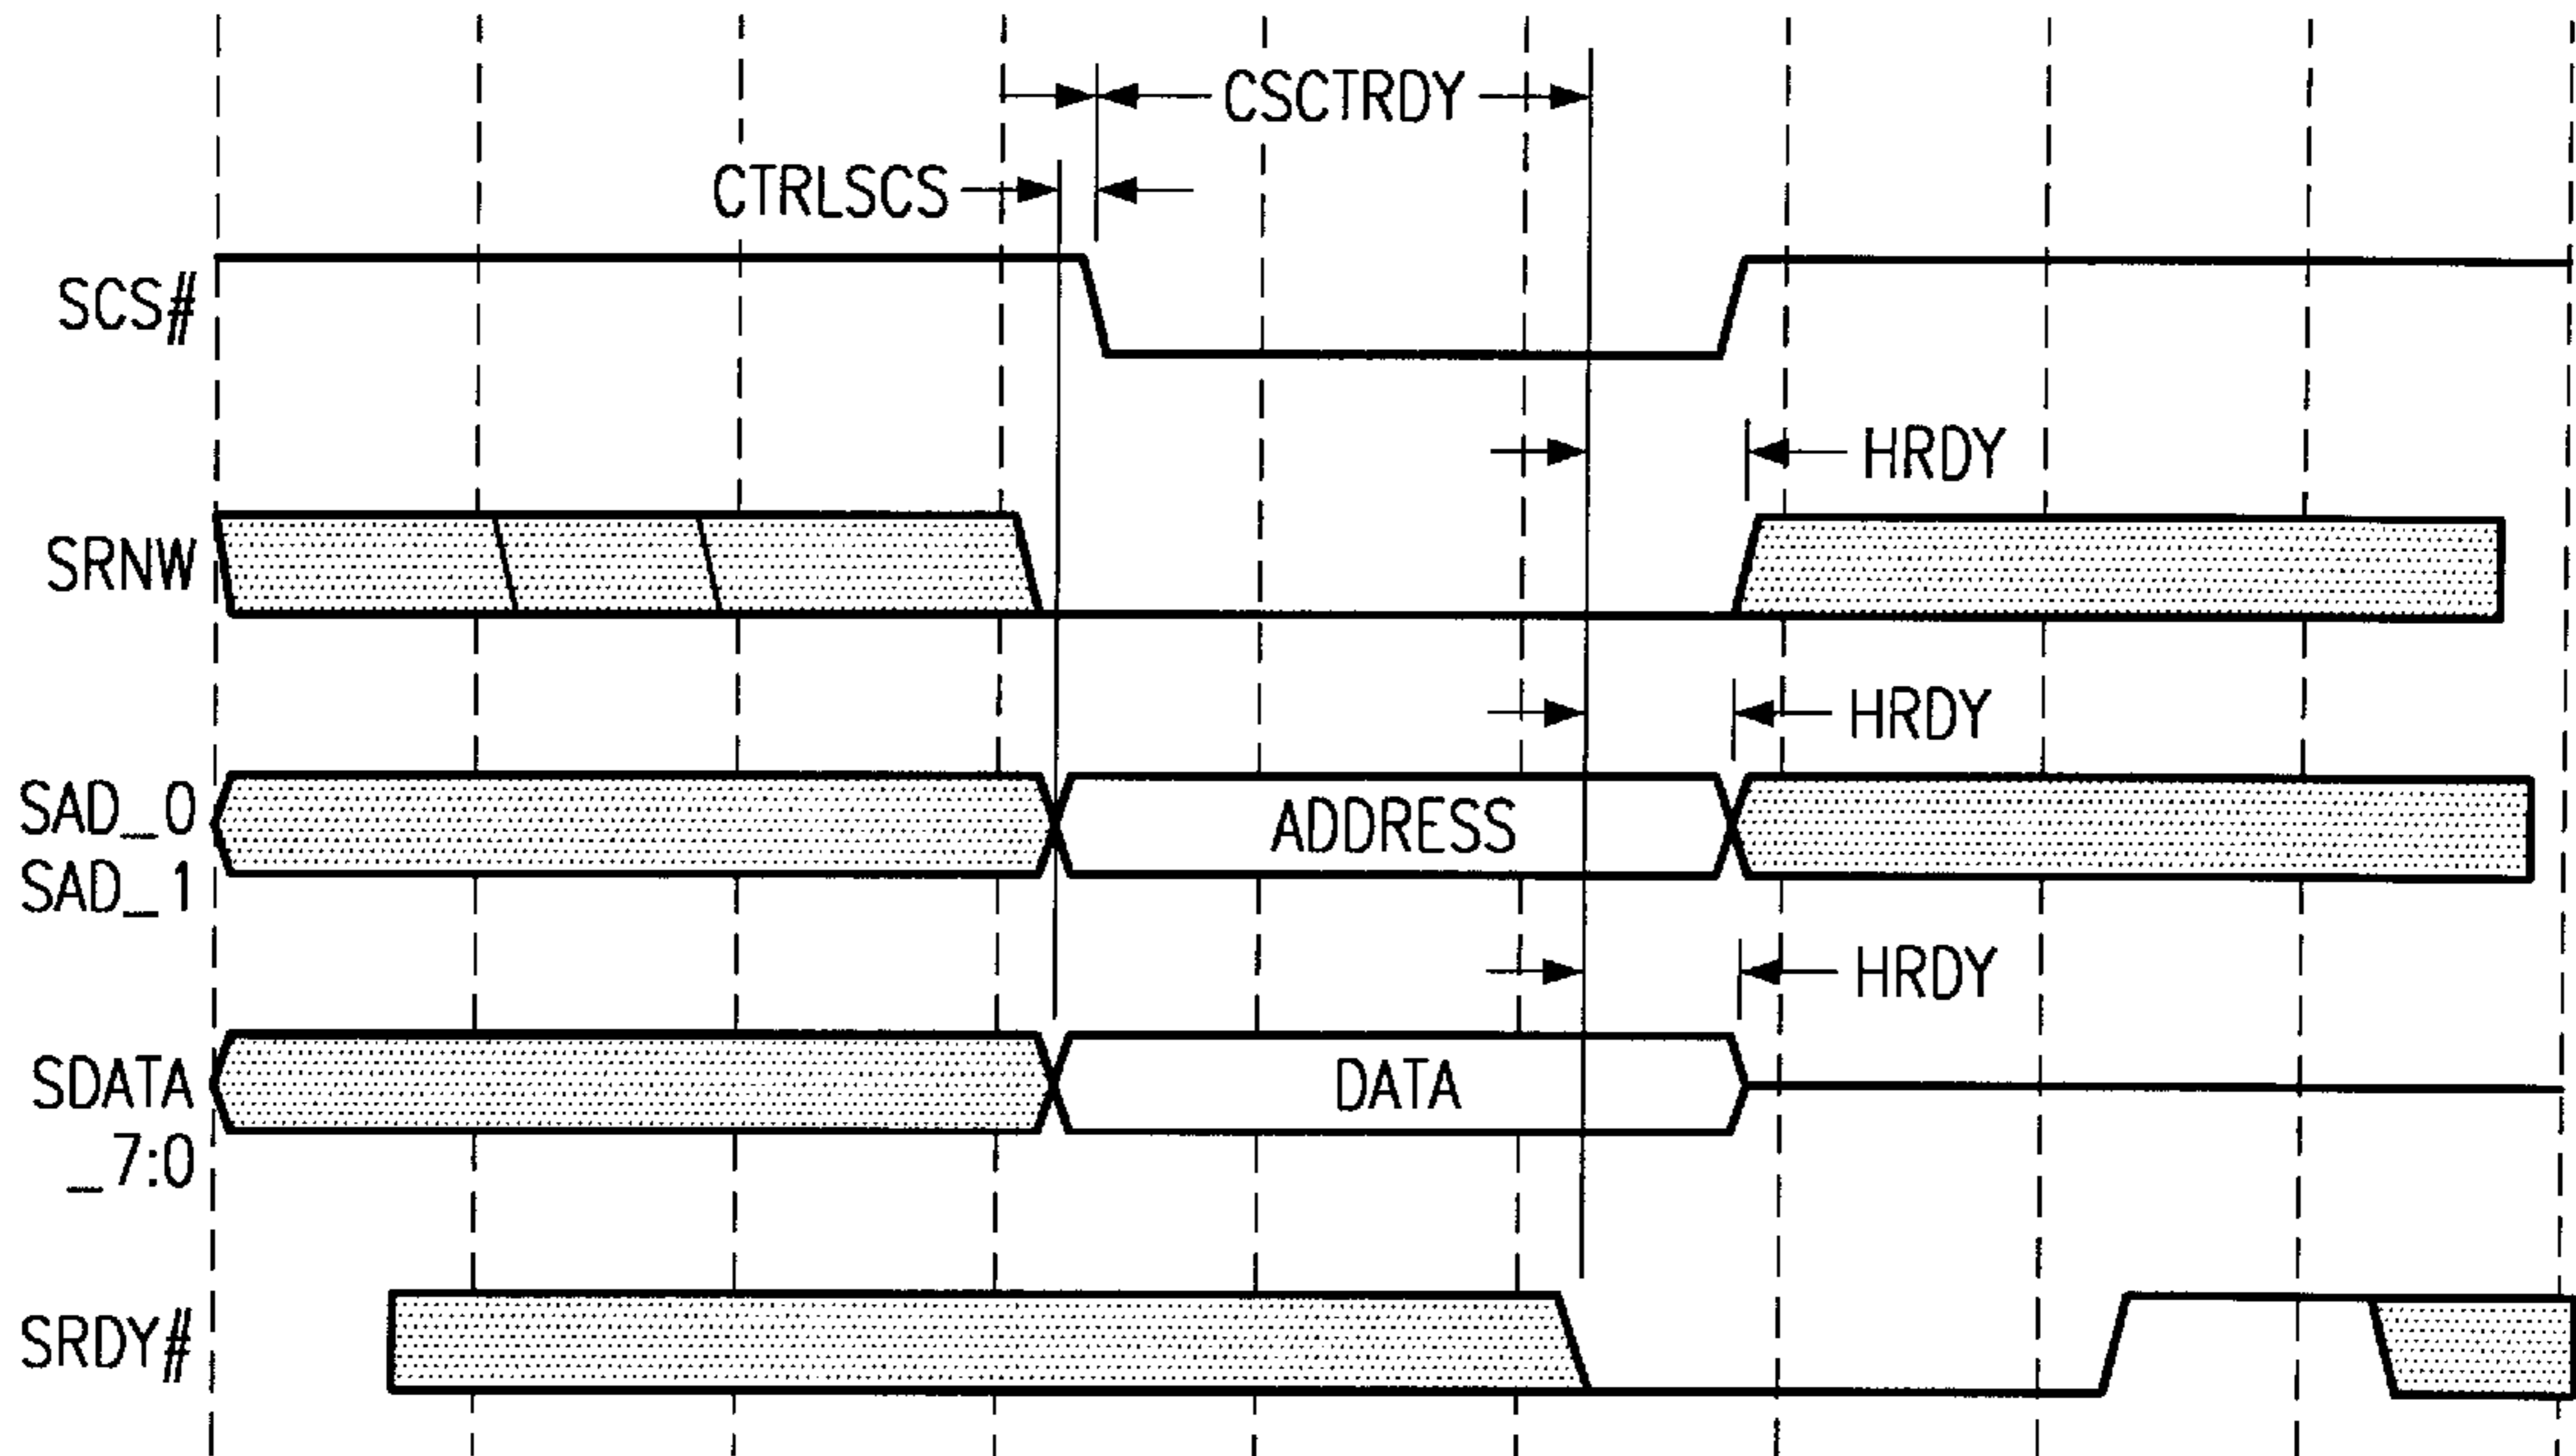 CSCTRDY
CTRLSCS
SCS#
HRDY
SRNW
HRDY
SAD_0
ADDRESS
SAD_1
HRDY
SDATA
DATA
_7:0
SRDY#